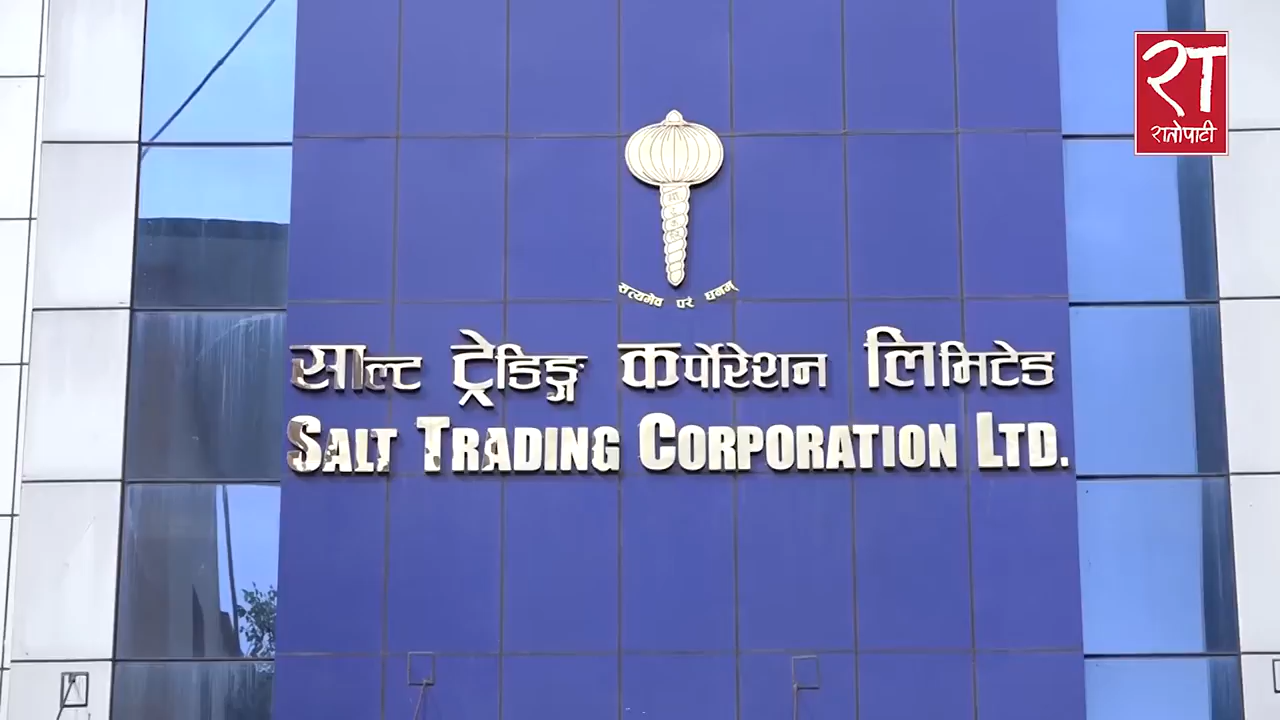 रा
रातोपाटी
सत्यमेव परं धनम्
साल्ट ट्रेडिङ्ग कर्पोरेशन लिमिटेड
SALT TRADING CORPORATION LTD.